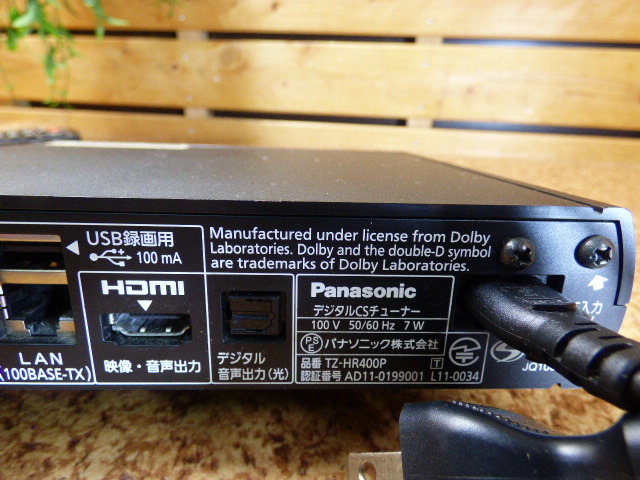 USB録画用
100 mA
Manufactured under license from Dolby
Laboratories. Dolby and the double-D symbol
are trademarks of Dolby Laboratories.
HDMI
映像・音声出力
LAN
(100BASE-TX)
デジタル
音声出力(光)
Panasonic
デジタルCSチューナー
100 V 50/60 Hz 7 W
PSE パナソニック株式会社
品番 TZ-HR400P T
認証番号 AD11-0199001 L11-0034
入力